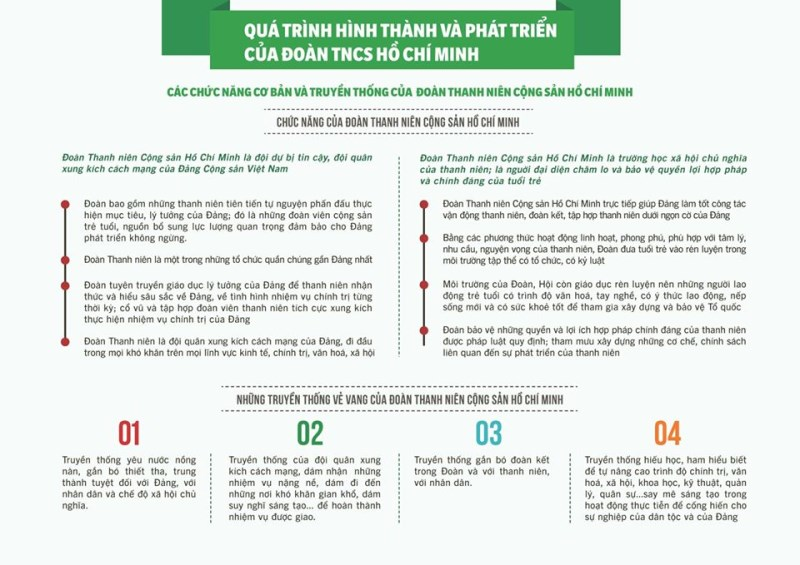 QUÁ TRÌNH HÌNH THÀNH VÀ PHÁT TRIỂN
CỦA ĐOÀN TNCS HỒ CHÍ MINH
CÁC CHỨC NĂNG CƠ BẢN VÀ TRUYỀN THỐNG CỦA ĐOÀN THANH NIÊN CỘNG SẢN HỒ CHÍ MINH
CHỨC NĂNG CỦA ĐOÀN THANH NIÊN CỘNG SẢN HỒ CHÍ MINH
Đoàn Thanh niên Cộng sản Hồ Chí Minh là đội dự bị tin cậy, đội quân
xung kích cách mạng của Đảng Cộng sản Việt Nam
Đoàn bao gồm những thanh niên tiên tiến tự nguyện phấn đấu thực
hiện mục tiêu, lý tưởng của Đảng; đó là những đoàn viên cộng sản
trẻ tuổi, nguồn bổ sung lực lượng quan trọng đảm bảo cho Đảng
phát triển không ngừng.
Đoàn Thanh niên là một trong những tổ chức quần chúng gần Đảng nhất
Đoàn tuyên truyền giáo dục lý tưởng của Đảng để thanh niên nhận
thức và hiểu sâu sắc về Đảng, về tình hình nhiệm vụ chính trị từng
thời kỳ; cổ vũ và tập hợp đoàn viên thanh niên tích cực xung kích
thực hiện nhiệm vụ chính trị của Đảng
Đoàn Thanh niên là đội quân xung kích cách mạng của Đảng, đi đầu
trong mọi khó khăn trên mọi lĩnh vực kinh tế, chính trị, văn hoá, xã hội
Đoàn Thanh niên Cộng sản Hồ Chí Minh là trường học xã hội chủ nghĩa
của thanh niên; là người đại diện chăm lo và bảo vệ quyền lợi hợp pháp
và chính đáng của tuổi trẻ
Đoàn Thanh niên Cộng sản Hồ Chí Minh trực tiếp giúp Đảng làm tốt công tác
vận động thanh niên, đoàn kết, tập hợp thanh niên dưới ngọn cờ của Đảng
Bằng các phương thức hoạt động linh hoạt, phong phú, phù hợp với tâm lý,
nhu cầu, nguyện vọng của thanh niên, Đoàn đưa tuổi trẻ vào rèn luyện trong
môi trường tập thể có tổ chức, có kỷ luật
Môi trường của Đoàn, Hội còn giáo dục rèn luyện nên những người lao
động trẻ tuổi có trình độ văn hoá, tay nghề, có ý thức lao động, nếp
sống mới và có sức khoẻ tốt để tham gia xây dựng và bảo vệ Tổ quốc
Đoàn bảo vệ những quyền và lợi ích hợp pháp chính đáng của thanh niên
được pháp luật quy định; tham mưu xây dựng những cơ chế, chính sách
liên quan đến sự phát triển của thanh niên
NHỮNG TRUYỀN THỐNG VẺ VANG CỦA ĐOÀN THANH NIÊN CỘNG SẢN HỒ CHÍ MINH
01
Truyền thống yêu nước nồng
nàn, gắn bó thiết tha, trung
thành tuyệt đối với Đảng, với
nhân dân và chế độ xã hội chủ
nghĩa.
02
Truyền thống của đội quân xung
kích cách mạng, dám nhận những
nhiệm vụ nặng nề, dám đi đến
những nơi khó khăn gian khổ, dám
suy nghĩ sáng tạo... để hoàn thành
nhiệm vụ được giao.
03
Truyền thống gắn bó đoàn kết
trong Đoàn và với thanh niên,
với nhân dân.
04
Truyền thống hiếu học, ham hiểu biết
để tự nâng cao trình độ chính trị, văn
hoá, xã hội, khoa học, kỹ thuật, quản
lý, quân sự...say mê sáng tạo trong
hoạt động thực tiễn để cống hiến cho
sự nghiệp của dân tộc và của Đảng